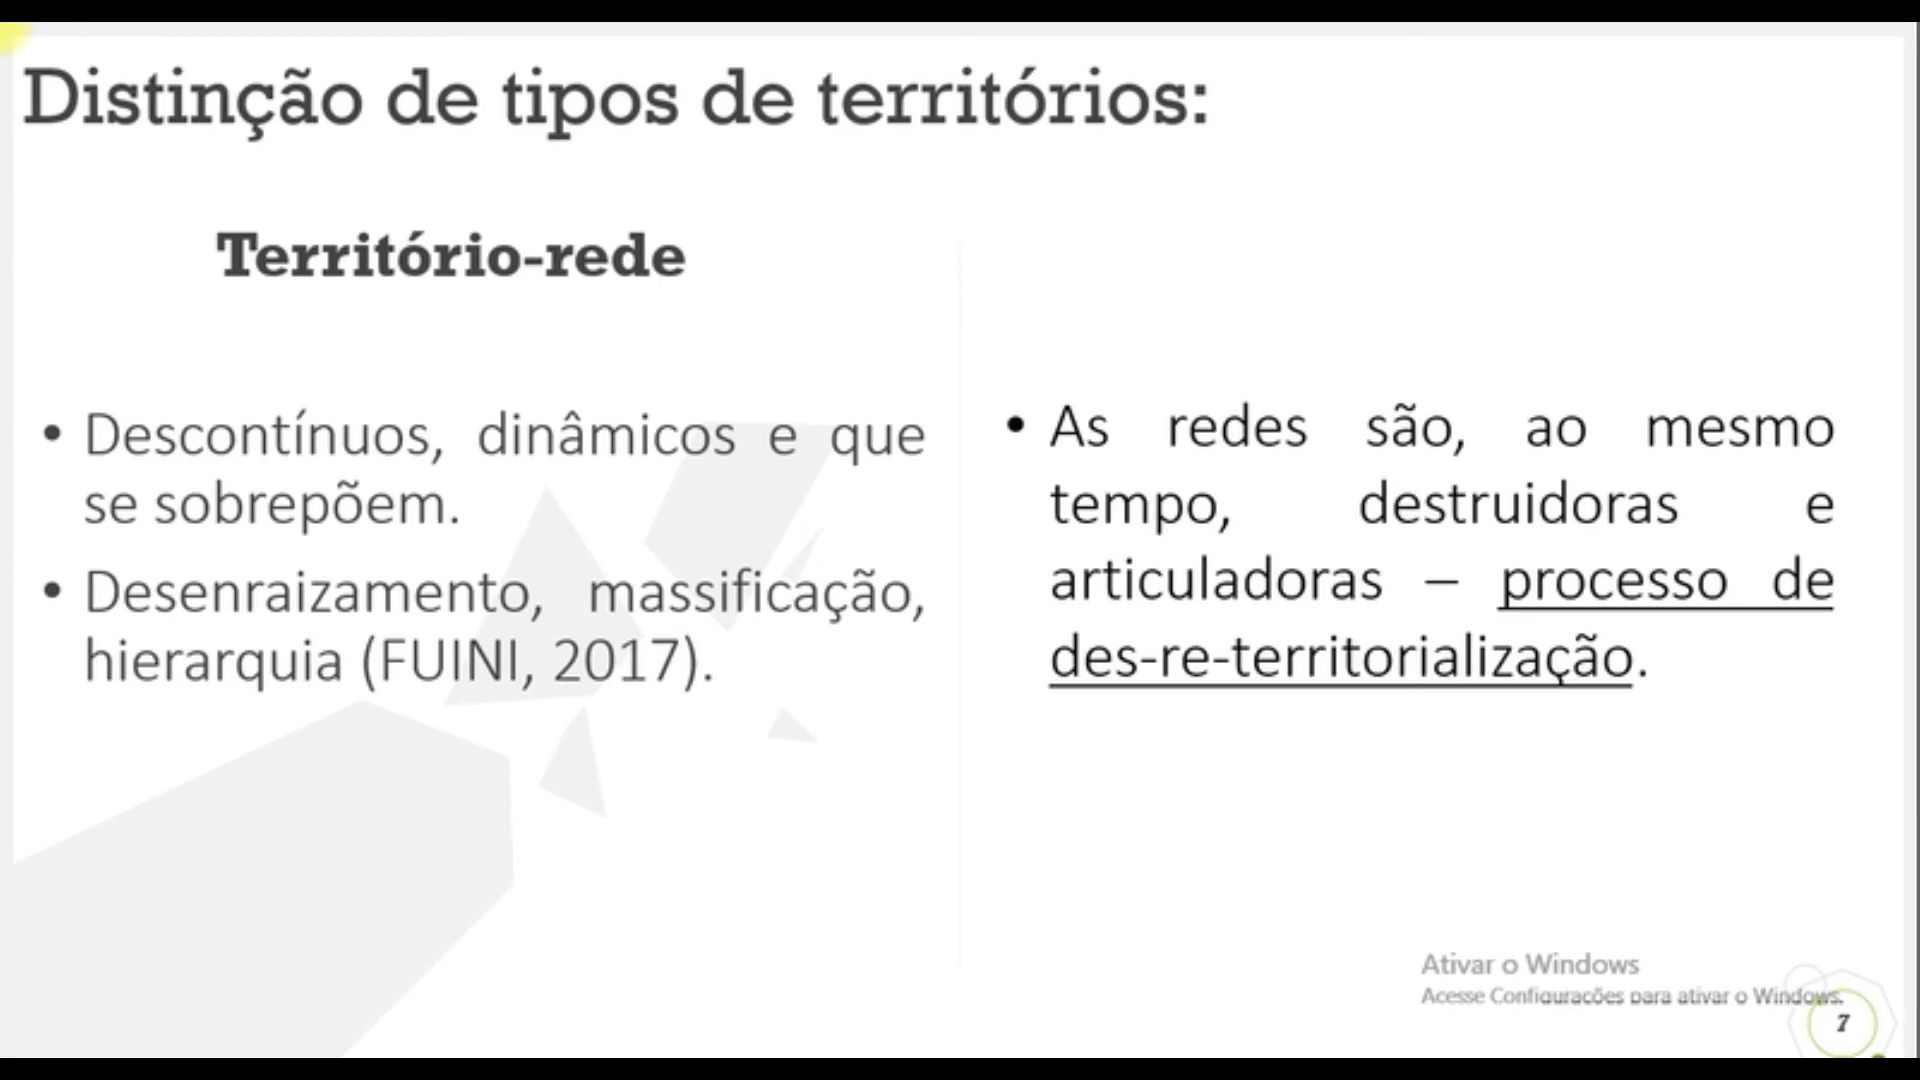 Distinção de tipos de territórios:
Território-rede
• Descontínuos, dinâmicos e que
se sobrepõem.
• Desenraizamento, massificação,
hierarquia (FUINI, 2017).
• As redes são, ao mesmo
tempo, destruidoras e
articuladoras – processo de
des-re-territorialização.
Ativar o Windows
Acesse Configurações para ativar o Windows.
7